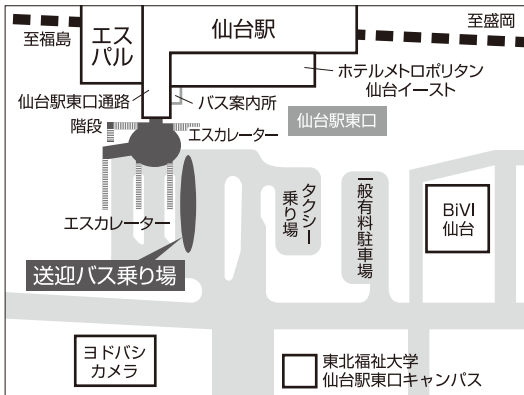 至福島
エス
パル
仙台駅
至盛岡
ホテルメトロポリタン
仙台イースト
仙台駅東口通路
バス案内所
階段
エスカレーター
仙台駅東口
エスカレーター
タクシー
乗り場
一般有料駐車場
BiVI
仙台
送迎バス乗り場
ヨドバシ
カメラ
東北福祉大学
仙台駅東口キャンパス